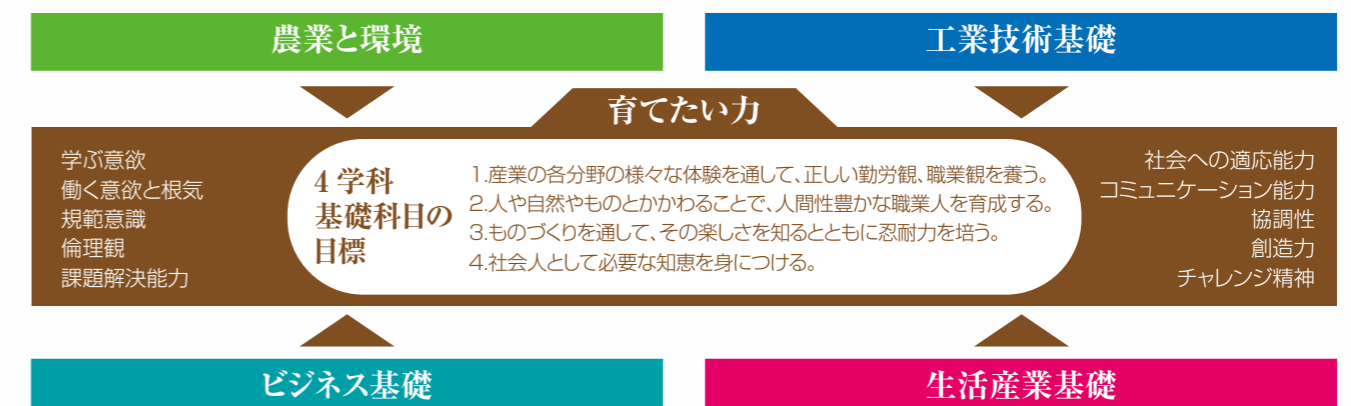 農業と環境
工業技術基礎
育てたい力
学ぶ意欲
働く意欲と根気
規範意識
倫理観
課題解決能力
4学科
基礎科目の
目標
1.産業の各分野の様々な体験を通して、正しい勤労観、職業観を養う。
2.人や自然やものとかかわることで、人間性豊かな職業人を育成する。
3.ものづくりを通して、その楽しさを知るとともに忍耐力を培う。
4.社会人として必要な知恵を身につける。
社会への適応能力
コミュニケーション能力
協調性
創造力
チャレンジ精神
ビジネス基礎
生活産業基礎